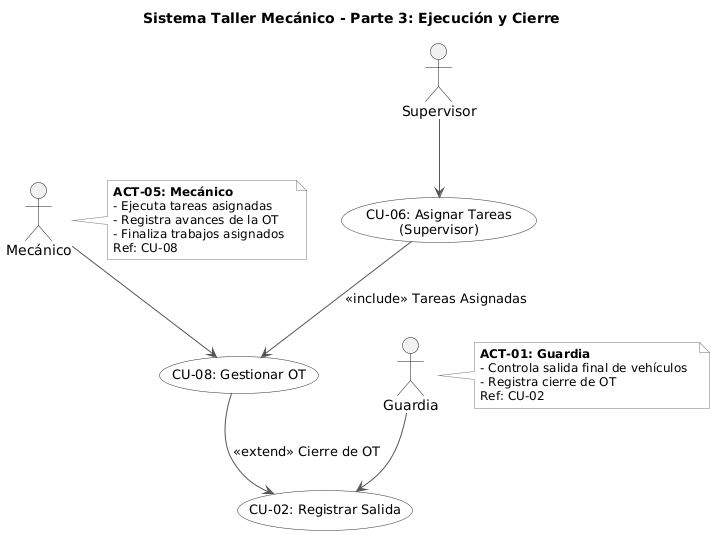 Sistema Taller Mecánico - Parte 3: Ejecución y Cierre
Supervisor
ACT-05: Mecánico
- Ejecuta tareas asignadas
- Registra avances de la OT
- Finaliza trabajos asignados
Ref: CU-08
Mecánico
CU-06: Asignar Tareas
(Supervisor)
«include» Tareas Asignadas
CU-08: Gestionar OT
Guardia
ACT-01: Guardia
- Controla salida final de vehículos
- Registra cierre de OT
Ref: CU-02
«extend» Cierre de OT
CU-02: Registrar Salida